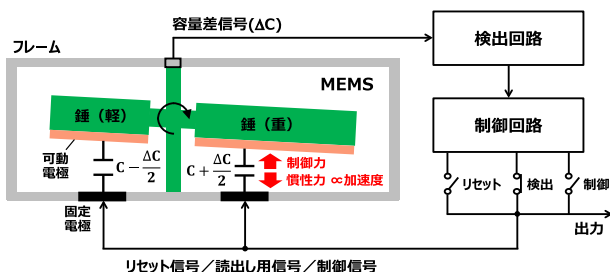 容量差信号(ΔC)
検出回路
フレーム
MEMS
錘（軽）
錘（重）
制御回路
可動
電極
C − ΔC/2
C + ΔC/2
制御力
慣性力 ∝加速度
リセット
検出
制御
固定
電極
出力
リセット信号／読出し用信号／制御信号